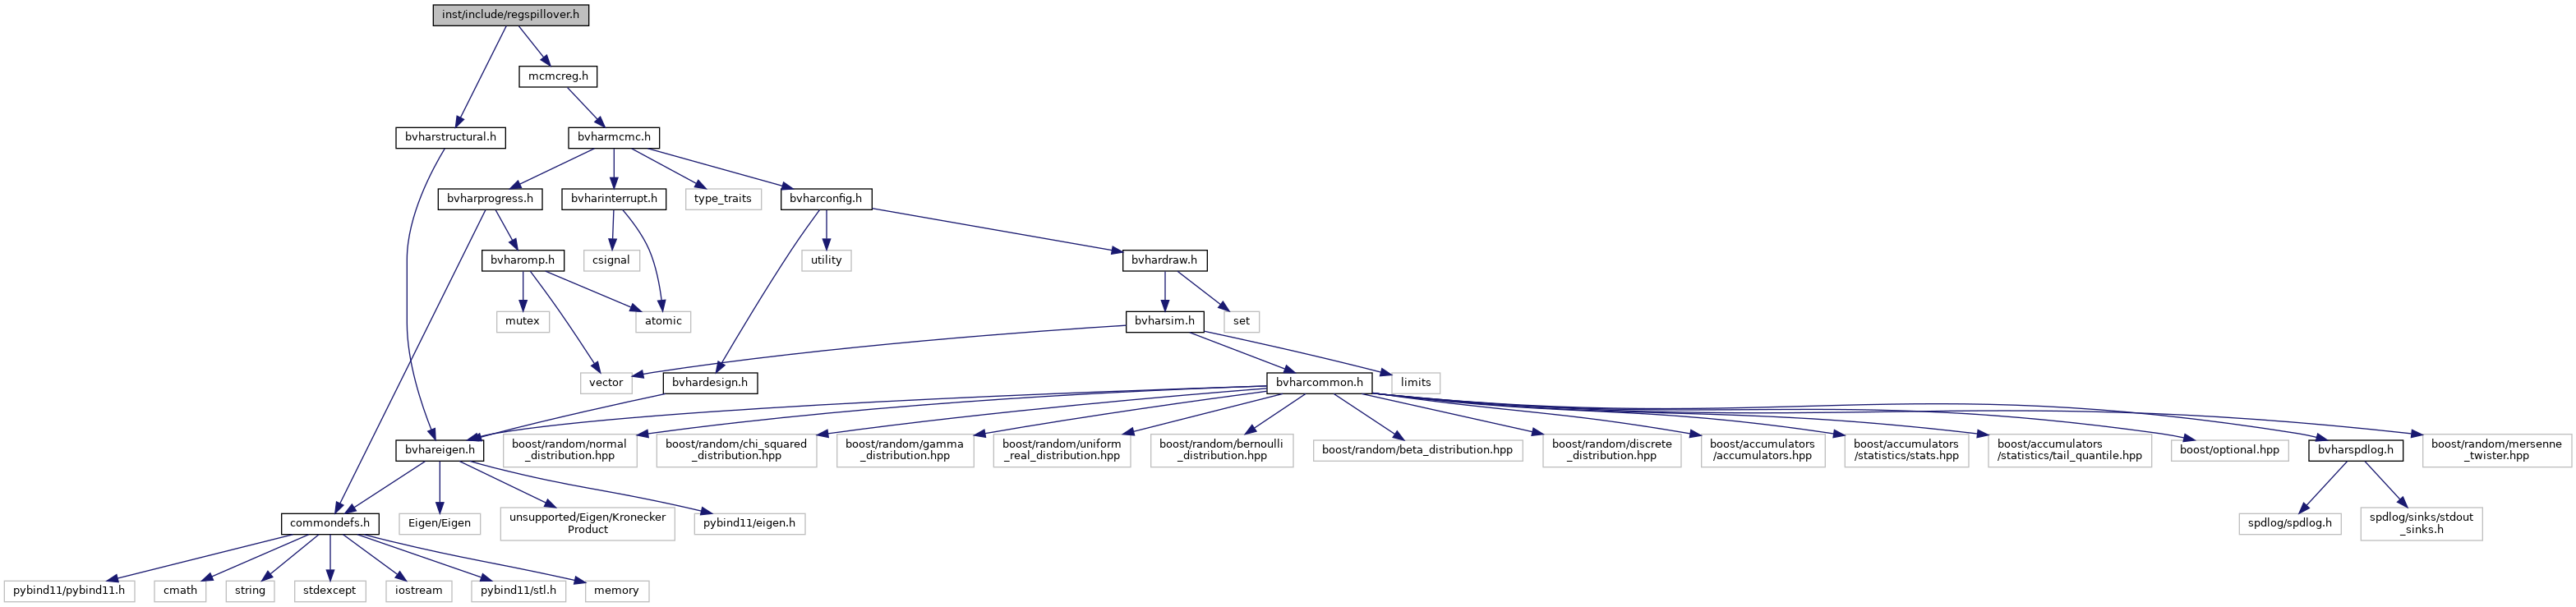 inst/include/regspillover.h
mcmcreg.h
bvharstructural.h
bvharmcmc.h
bvharprogress.h
bvharinterrupt.h
type_traits
bvharconfig.h
bvharomp.h
csignal
utility
bvhardraw.h
mutex
atomic
bvharsim.h
set
vector
bvhardesign.h
bvharcommon.h
limits
bvhareigen.h
boost/random/normal
_distribution.hpp
boost/random/chi_squared
_distribution.hpp
boost/random/gamma
_distribution.hpp
boost/random/uniform
_real_distribution.hpp
boost/random/bernoulli
_distribution.hpp
boost/random/beta_distribution.hpp
boost/random/discrete
_distribution.hpp
boost/accumulators
/accumulators.hpp
boost/accumulators
/statistics/stats.hpp
boost/accumulators
/statistics/tail_quantile.hpp
boost/optional.hpp
bvharspdlog.h
boost/random/mersenne
_twister.hpp
commondefs.h
Eigen/Eigen
unsupported/Eigen/Kronecker
Product
pybind11/eigen.h
spdlog/spdlog.h
spdlog/sinks/stdout
_sinks.h
pybind11/pybind11.h
cmath
string
stdexcept
iostream
pybind11/stl.h
memory